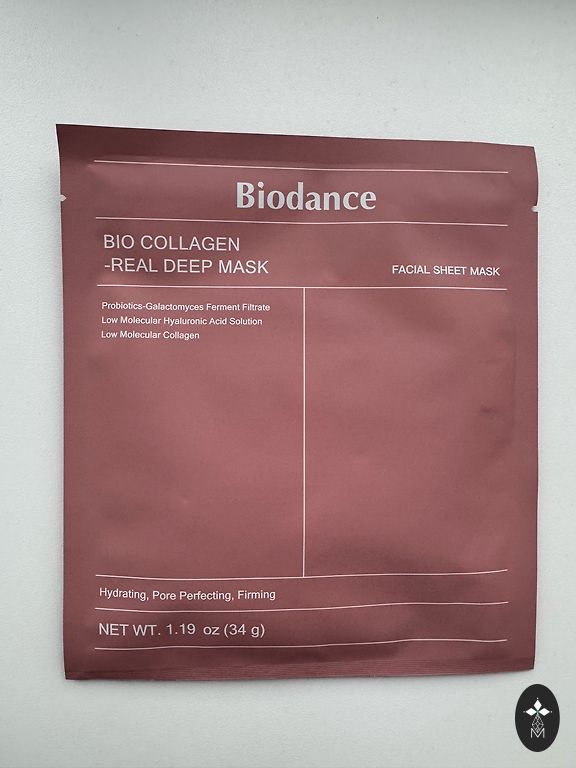 Biodance
BIO COLLAGEN
-REAL DEEP MASK
FACIAL SHEET MASK
Probiotics-Galactomyces Ferment Filtrate
Low Molecular Hyaluronic Acid Solution
Low Molecular Collagen
Hydrating, Pore Perfecting, Firming
NET WT. 1.19 oz (34 g)
M